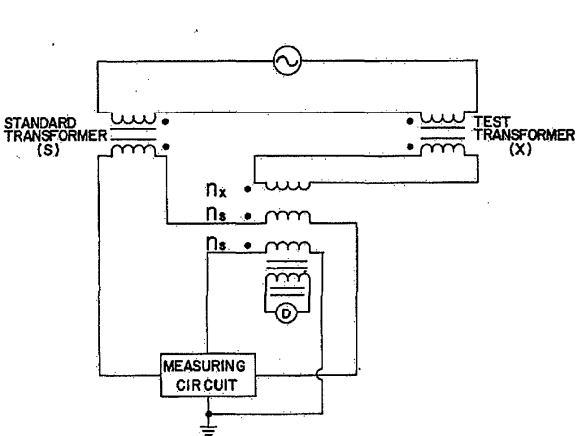 STANDARD
TRANSFORMER
(S)
TEST
TRANSFORMER
(X)
nx
ns
ns
D
MEASURING
CIRCUIT